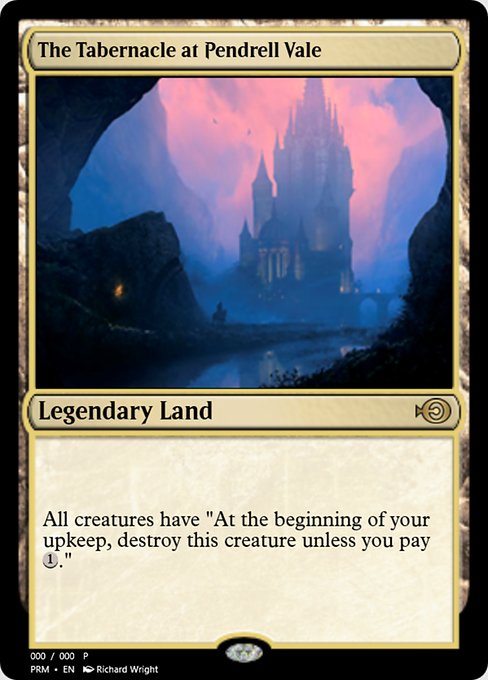 The Tabernacle at Pendrell Vale
Legendary Land
All creatures have "At the beginning of your
upkeep, destroy this creature unless you pay
1."
000 / 000 P
PRM • EN Richard Wright